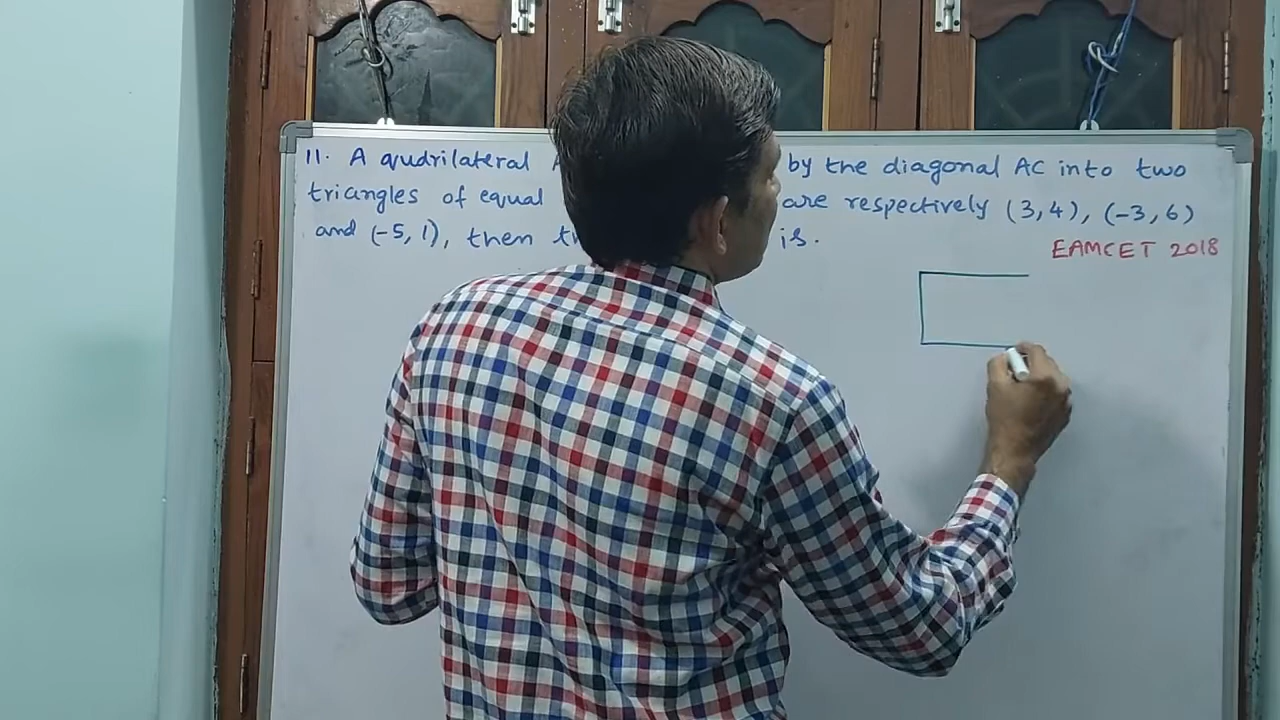 11. A qudrilateral by the diagonal AC into two
triangles of equal are respectively (3,4), (-3,6)
and (-5,1), then is.
EAMCET 2018